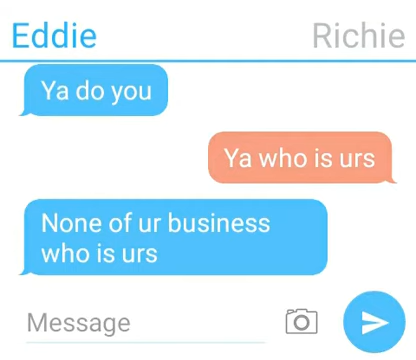 Eddie Richie
Ya do you
Ya who is urs
None of ur business
who is urs
Message